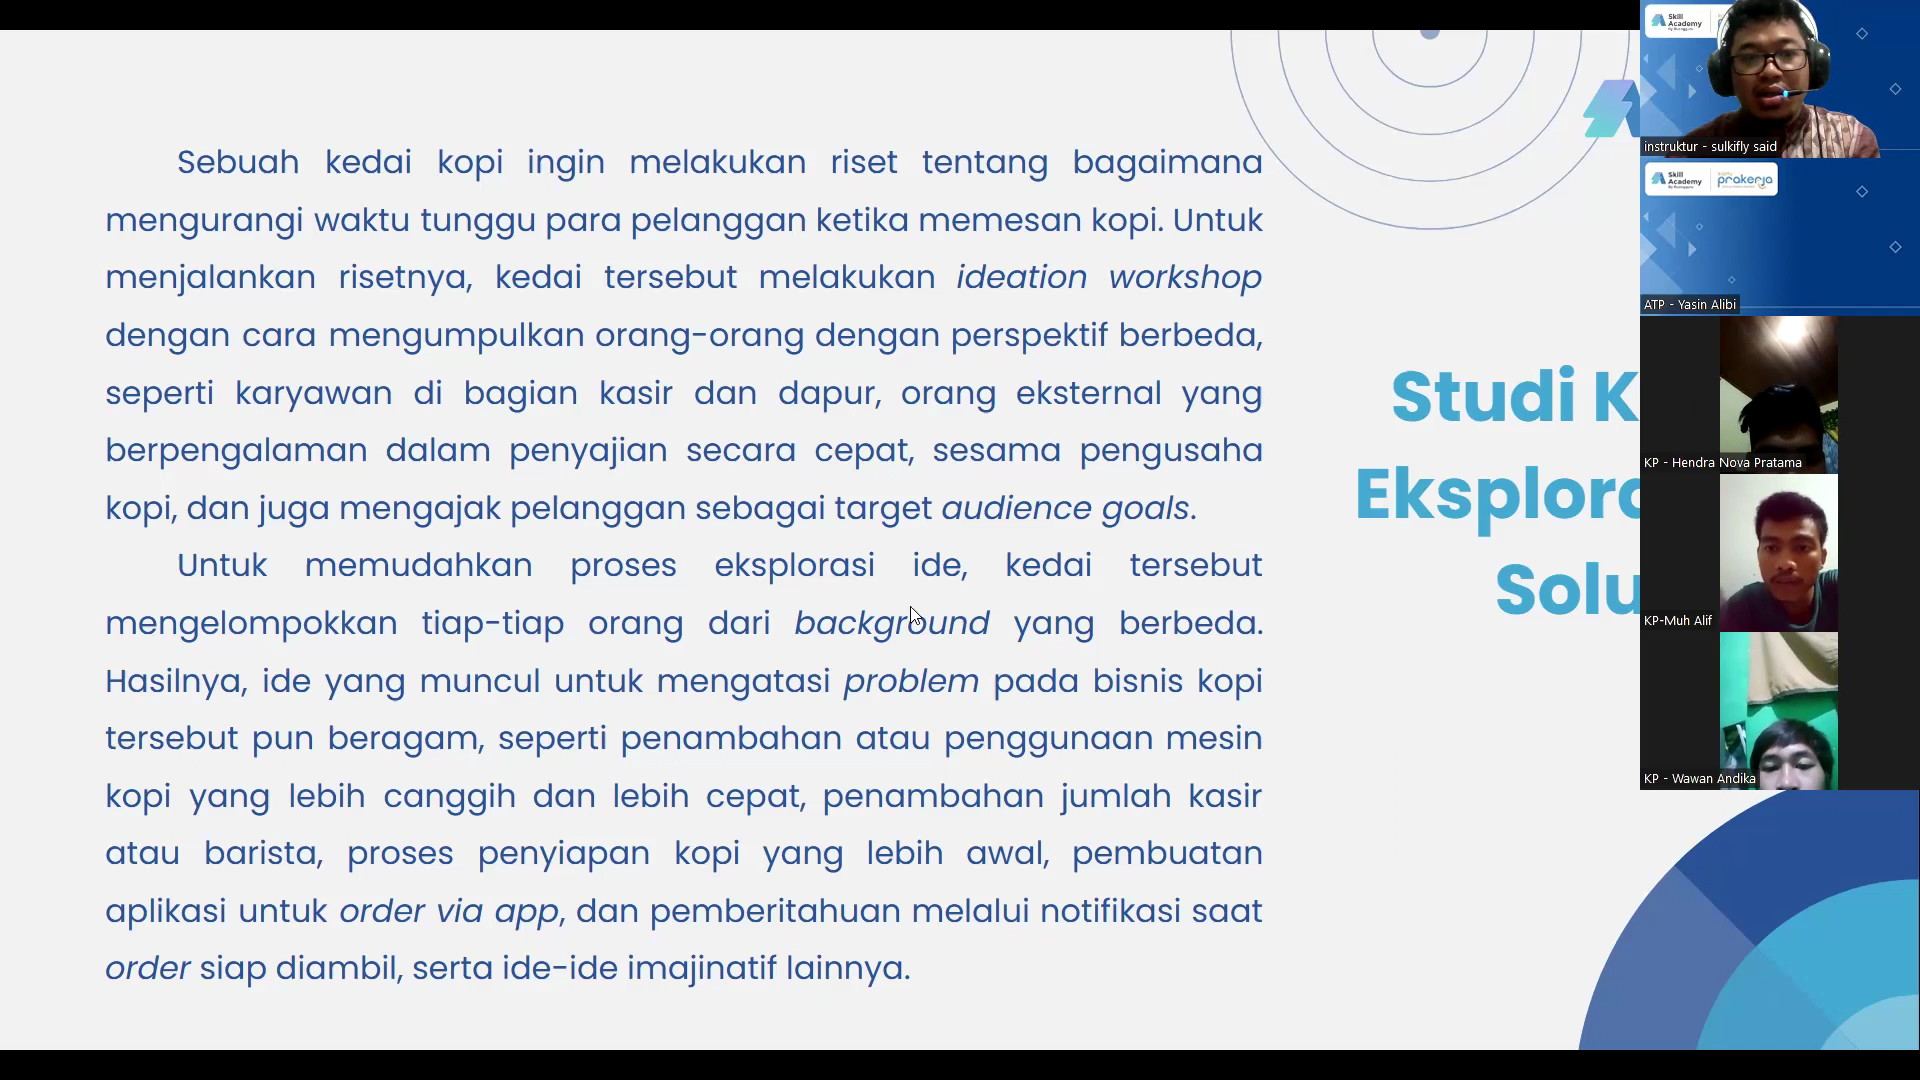 Sebuah kedai kopi ingin melakukan riset tentang bagaimana
mengurangi waktu tunggu para pelanggan ketika memesan kopi. Untuk
menjalankan risetnya, kedai tersebut melakukan ideation workshop
dengan cara mengumpulkan orang-orang dengan perspektif berbeda,
seperti karyawan di bagian kasir dan dapur, orang eksternal yang
berpengalaman dalam penyajian secara cepat, sesama pengusaha
kopi, dan juga mengajak pelanggan sebagai target audience goals.
Untuk memudahkan proses eksplorasi ide, kedai tersebut
mengelompokkan tiap-tiap orang dari background yang berbeda.
Hasilnya, ide yang muncul untuk mengatasi problem pada bisnis kopi
tersebut pun beragam, seperti penambahan atau penggunaan mesin
kopi yang lebih canggih dan lebih cepat, penambahan jumlah kasir
atau barista, proses penyiapan kopi yang lebih awal, pembuatan
aplikasi untuk order via app, dan pemberitahuan melalui notifikasi saat
order siap diambil, serta ide-ide imajinatif lainnya.
Studi K
Eksplora
Solu
Skill
Academy
instruktur - sulkifly said
Skill
Academy
prakerja
ATP - Yasin Alibi
KP - Hendra Nova Pratama
KP-Muh Alif
KP - Wawan Andika